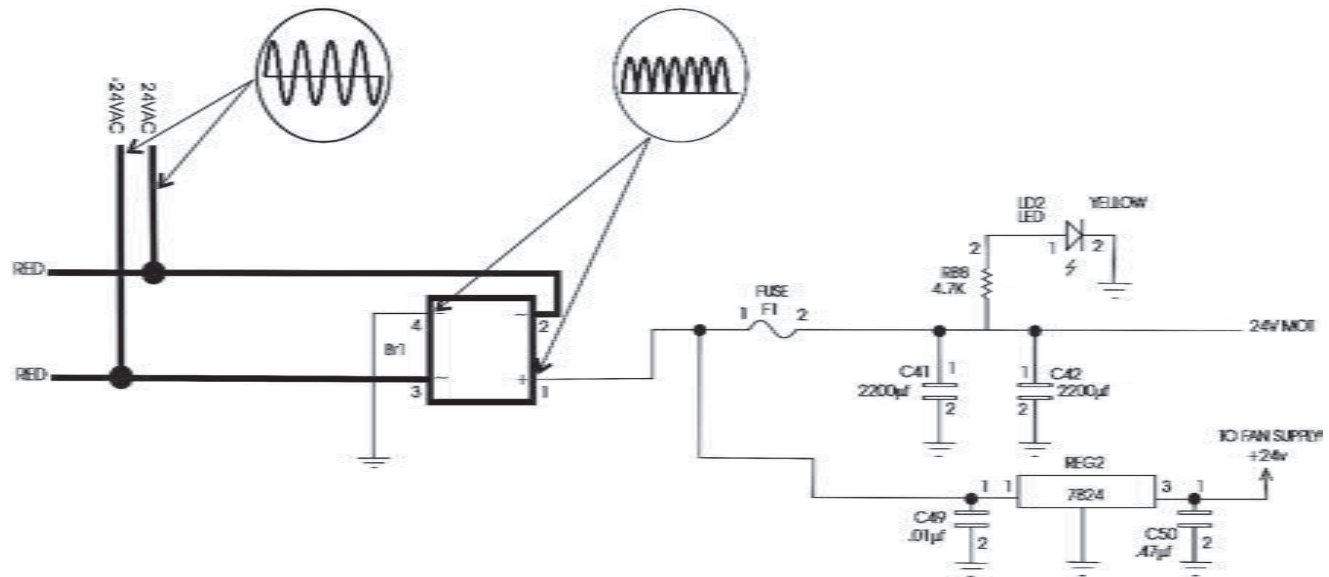 -24VAC
24VAC
RED
RED
4
-
~
2
Br1
3
~
+
1
FUSE
F1
1
2
LD2
LED
YELLOW
1
2
2
R88
4.7K
24V MOT
C41
2200µf
1
2
1
C42
2200µf
2
TO FAN SUPPLY
+24v
REG2
1
1
7824
3
1
C49
.01µf
2
C50
.47µf
2